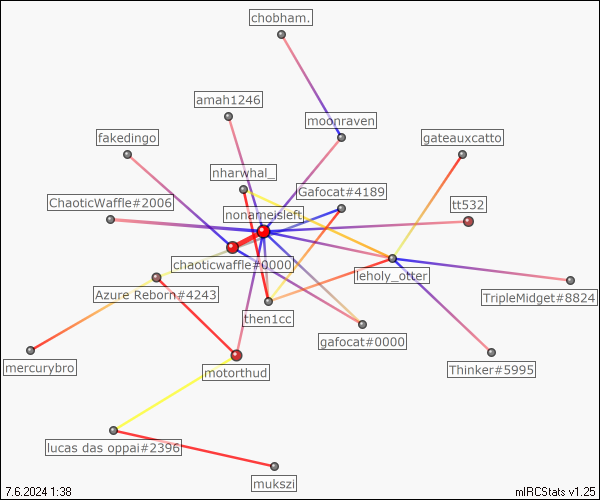 chobham.
amah1246
moonraven
fakedingo
gateauxcatto
nharwhal_
Gafocat#4189
ChaoticWaffle#2006
tt532
nonameisleft
chaoticwaffle#0000
leholy_otter
Azure Reborn#4243
TripleMidget#8824
then1cc
gafocat#0000
mercurybro
motorthud
Thinker#5995
lucas das oppai#2396
mukszi
7.6.2024 1:38
mIRCStats v1.25